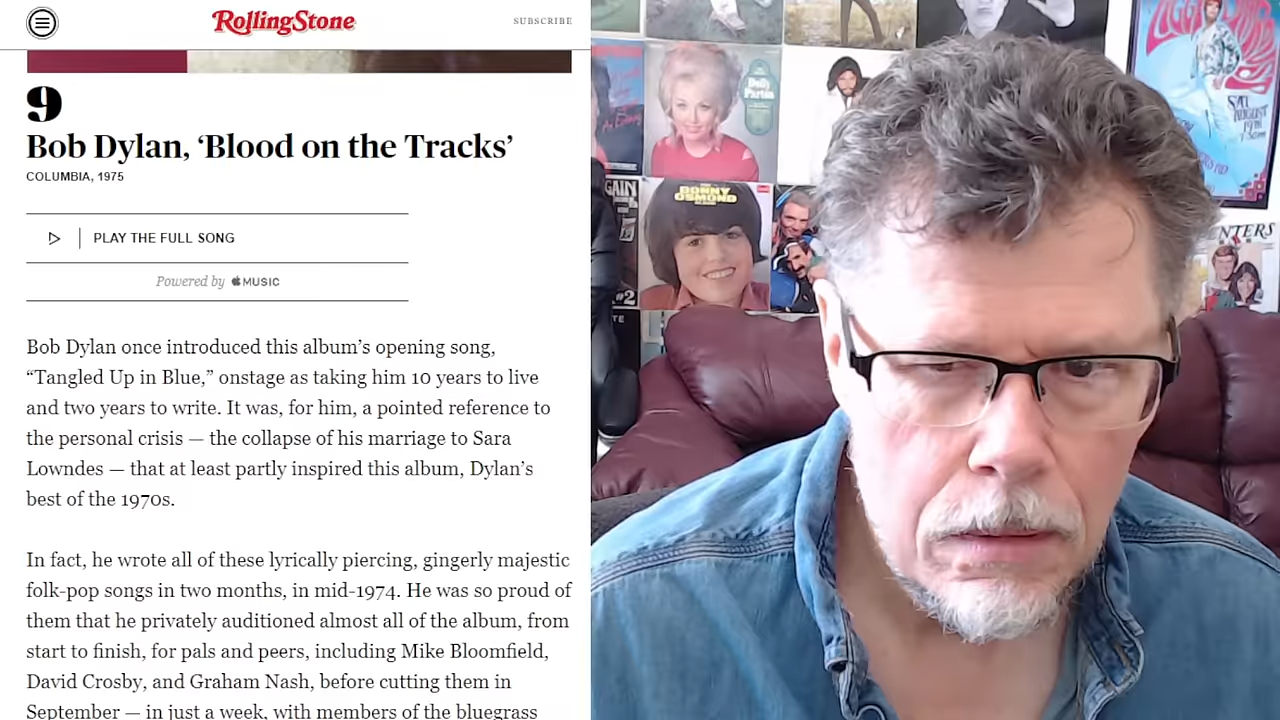 RollingStone
SUBSCRIBE
9
Bob Dylan, ‘Blood on the Tracks’
COLUMBIA, 1975
PLAY THE FULL SONG
Powered by MUSIC
Bob Dylan once introduced this album’s opening song,
“Tangled Up in Blue,” onstage as taking him 10 years to live
and two years to write. It was, for him, a pointed reference to
the personal crisis — the collapse of his marriage to Sara
Lowndes — that at least partly inspired this album, Dylan’s
best of the 1970s.
In fact, he wrote all of these lyrically piercing, gingerly majestic
folk-pop songs in two months, in mid-1974. He was so proud of
them that he privately auditioned almost all of the album, from
start to finish, for pals and peers, including Mike Bloomfield,
David Crosby, and Graham Nash, before cutting them in
September — in just a week, with members of the bluegrass
Dolly
Parton
DONNY
OSMOND
GAIN
#2
SAT
AUGUST